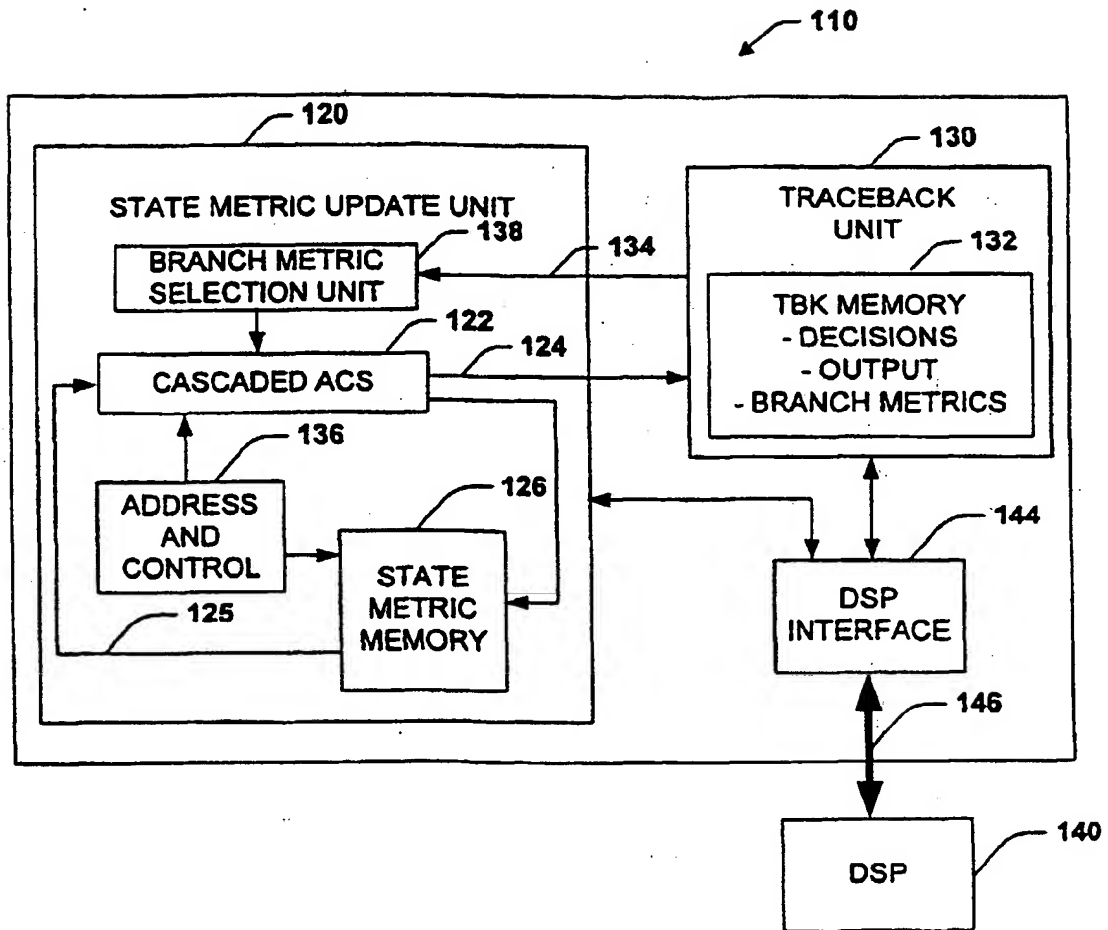 110
120
STATE METRIC UPDATE UNIT
138
BRANCH METRIC
SELECTION UNIT
134
122
CASCADED ACS
124
136
ADDRESS
AND
CONTROL
126
STATE
METRIC
MEMORY
125
130
TRACEBACK
UNIT
132
TBK MEMORY
- DECISIONS
- OUTPUT
- BRANCH METRICS
144
DSP
INTERFACE
146
DSP
140